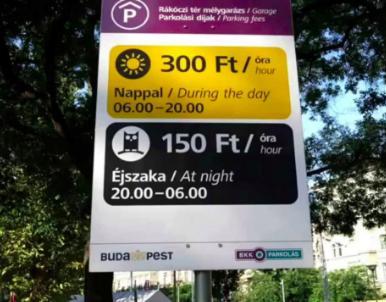 P
Rákóczi tér mélygarázs / Garage
Parkolási díjak / Parking fees
300 Ft / óra
hour
Nappal / During the day
06.00–20.00
150 Ft / óra
hour
Éjszaka / At night
20.00–06.00
BUDAPEST
BKK PARKOLÁS